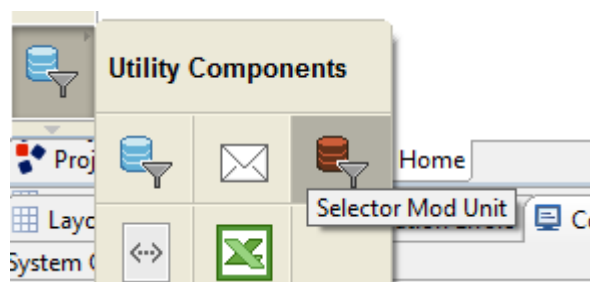 Utility Components
Proj
Home
Selector Mod Unit
Layo
System